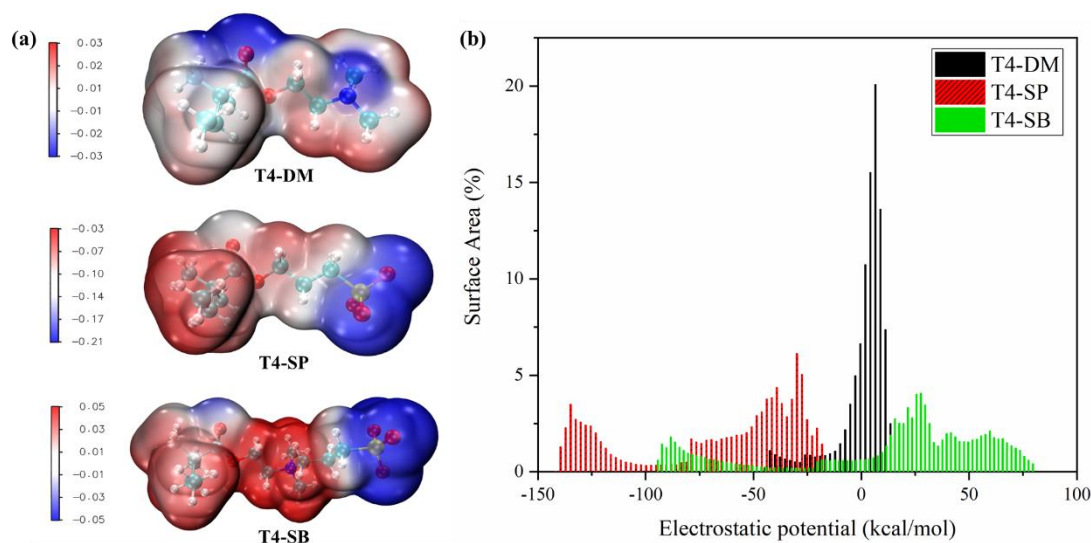 (a)
0.03
0.02
0.01
-0.01
-0.02
-0.03
T4-DM
-0.03
-0.07
-0.10
-0.14
-0.17
-0.21
T4-SP
0.05
0.03
0.01
-0.01
-0.03
-0.05
T4-SB
(b)
T4-DM
T4-SP
T4-SB
Surface Area (%)
20
15
10
5
0
-150
-100
-50
0
50
100
Electrostatic potential (kcal/mol)